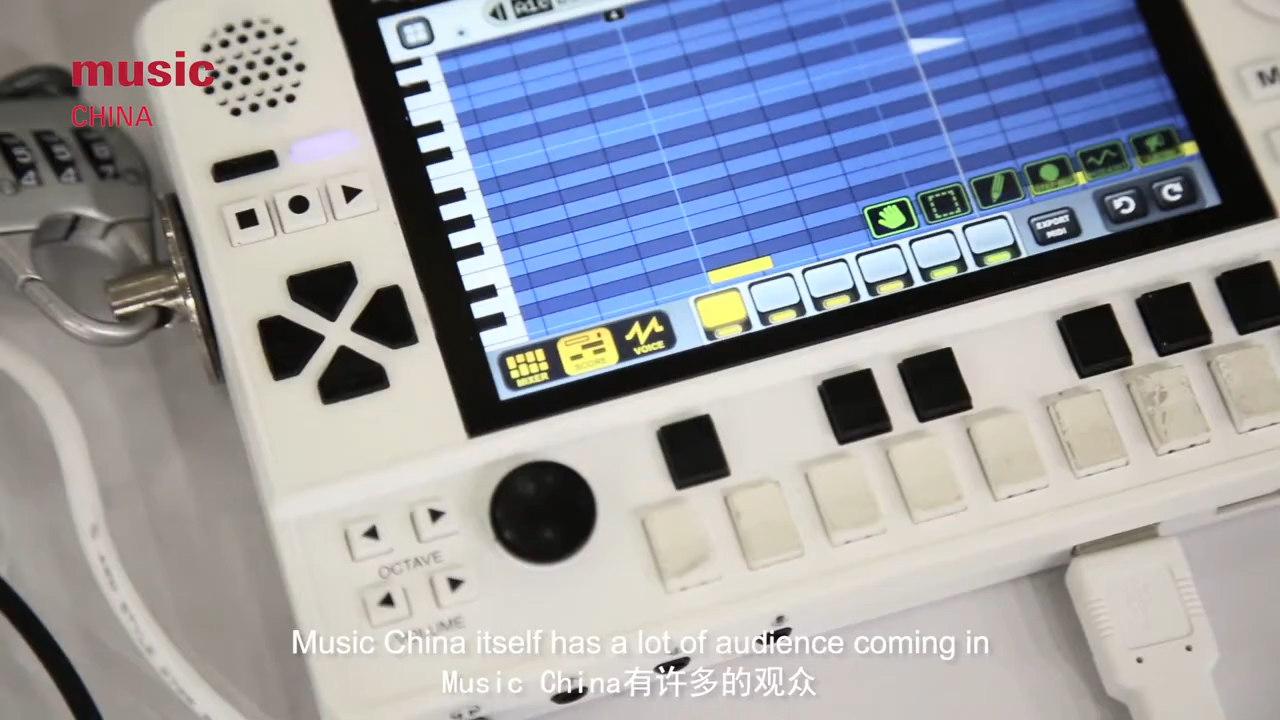 music
CHINA
EXPORT
MIDI
MIXER
SCORE
VOICE
OCTAVE
Music China itself has a lot of audience coming in
Music China有许多的观众